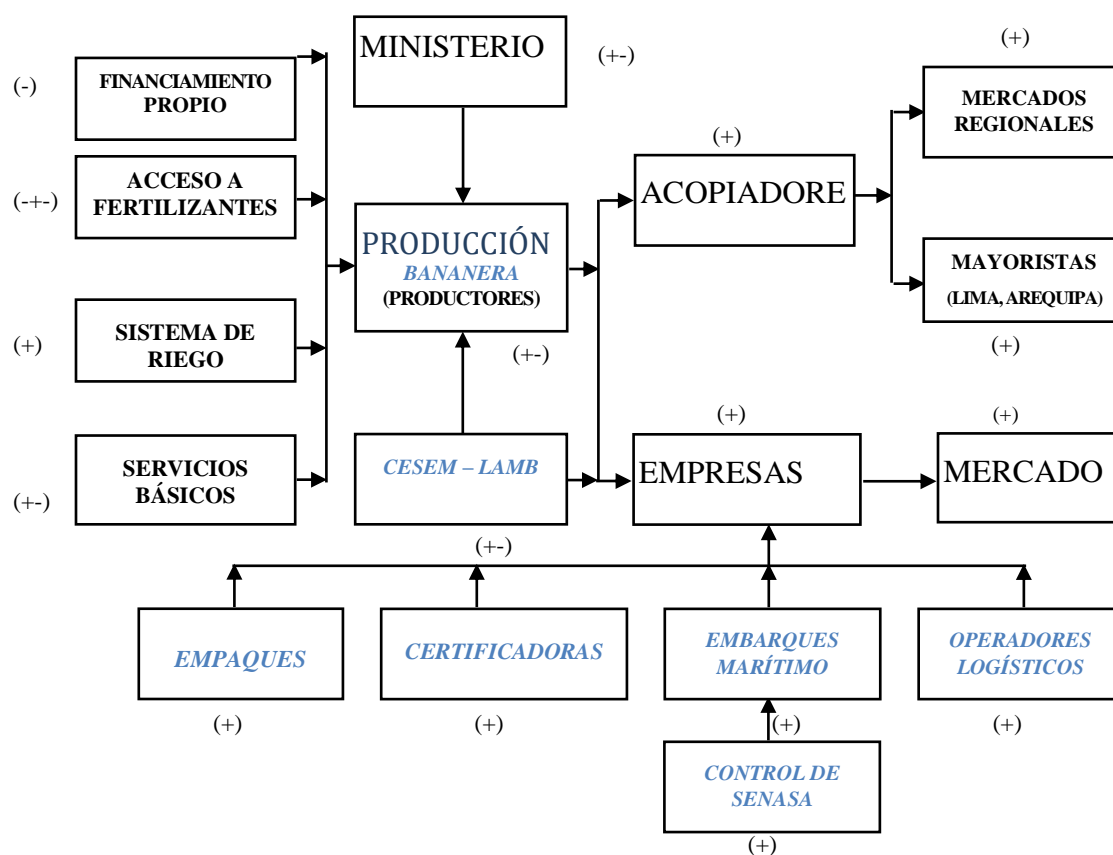 MINISTERIO
(+-)
(+)
(-)
FINANCIAMIENTO
PROPIO
MERCADOS
REGIONALES
(+)
(-+-)
ACCESO A
FERTILIZANTES
ACOPIADORE
PRODUCCIÓN
BANANERA
(PRODUCTORES)
MAYORISTAS
(LIMA, AREQUIPA)
(+)
SISTEMA DE
RIEGO
(+-)
(+)
(+)
(+)
(+-)
SERVICIOS
BÁSICOS
CESEM – LAMB
EMPRESAS
MERCADO
(+-)
EMPAQUES
CERTIFICADORAS
EMBARQUES
MARÍTIMO
OPERADORES
LOGÍSTICOS
(+)
(+)
(+)
(+)
CONTROL DE
SENASA
(+)